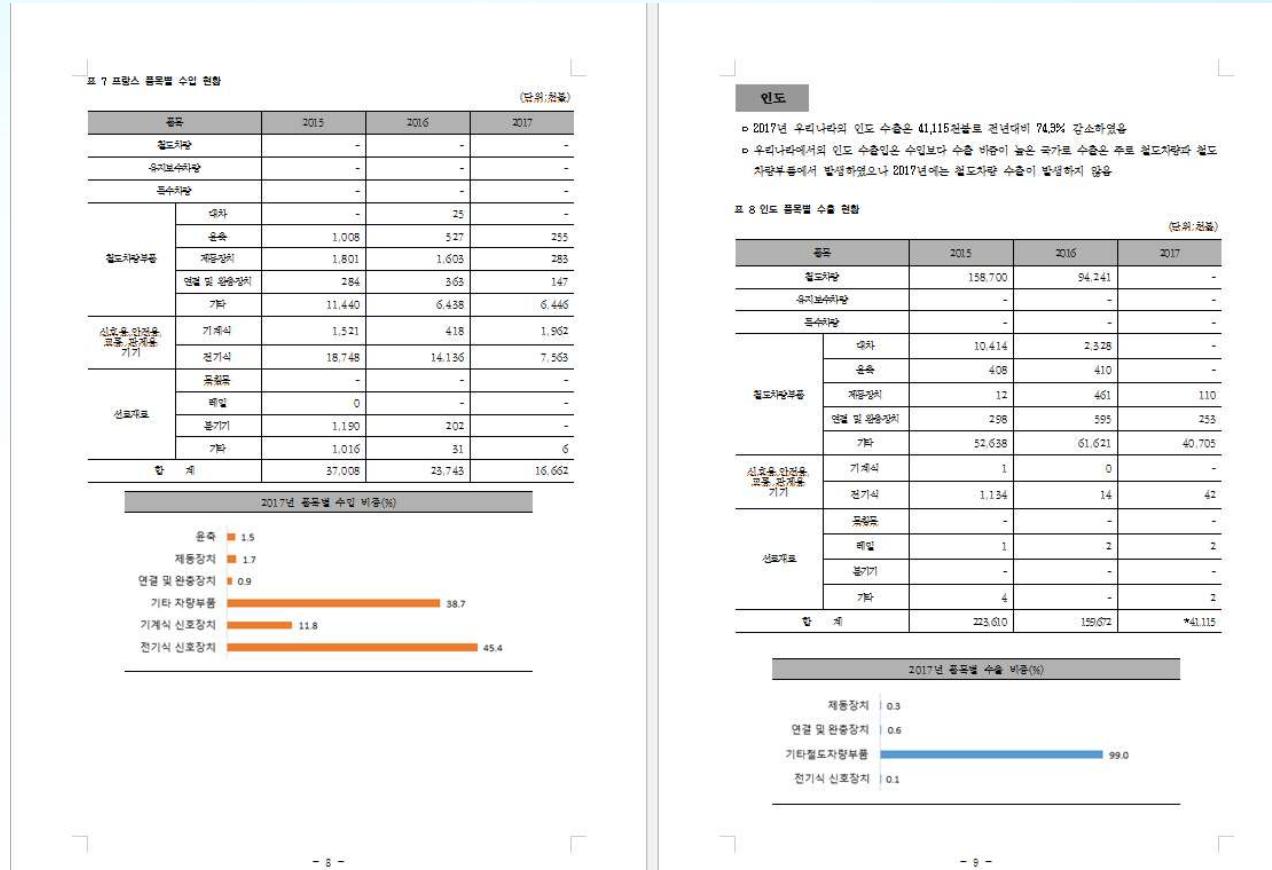 표 7 프랑스 품목별 수입 현황
(단위:천불)
품목 2015 2016 2017
철도차량 - - -
유지보수차량 - - -
특수차량 - - -
철도차량부품 대차 - 25 -
윤축 1,008 527 255
제동장치 1,801 1,603 283
연결 및 완충장치 284 363 147
기타 11,440 6,438 6,446
신호용,안전용,
교통, 관제용
기기
기계식 1,521 418 1,962
전기식 18,748 14,136 7,563
선로재료 목침목 - - -
레일 0 - -
분기기 1,190 202 -
기타 1,016 31 6
합 계 37,008 23,743 16,662
2017년 품목별 수입 비중(%)
윤축 1.5
제동장치 1.7
연결 및 완충장치 0.9
기타 차량부품 38.7
기계식 신호장치 11.8
전기식 신호장치 45.4
- 8 -
인도
▫ 2017년 우리나라의 인도 수출은 41,115천불로 전년대비 74.3% 감소하였음
▫ 우리나라에서의 인도 수출입은 수입보다 수출 비중이 높은 국가로 수출은 주로 철도차량과 철도
차량부품에서 발생하였으나 2017년에는 철도차량 수출이 발생하지 않음
표 8 인도 품목별 수출 현황
(단위:천불)
품목 2015 2016 2017
철도차량 158,700 94,241 -
유지보수차량 - - -
특수차량 - - -
철도차량부품 대차 10,414 2,328 -
윤축 408 410 -
제동장치 12 461 110
연결 및 완충장치 298 595 253
기타 52,638 61,621 40,705
신호용,안전용,
교통, 관제용
기기
기계식 1 0 -
전기식 1,134 14 42
선로재료 목침목 - - -
레일 1 2 2
분기기 - - -
기타 4 - 2
합 계 223,610 159,672 *41,115
2017년 품목별 수출 비중(%)
제동장치 0.3
연결 및 완충장치 0.6
기타철도차량부품 99.0
전기식 신호장치 0.1
- 9 -